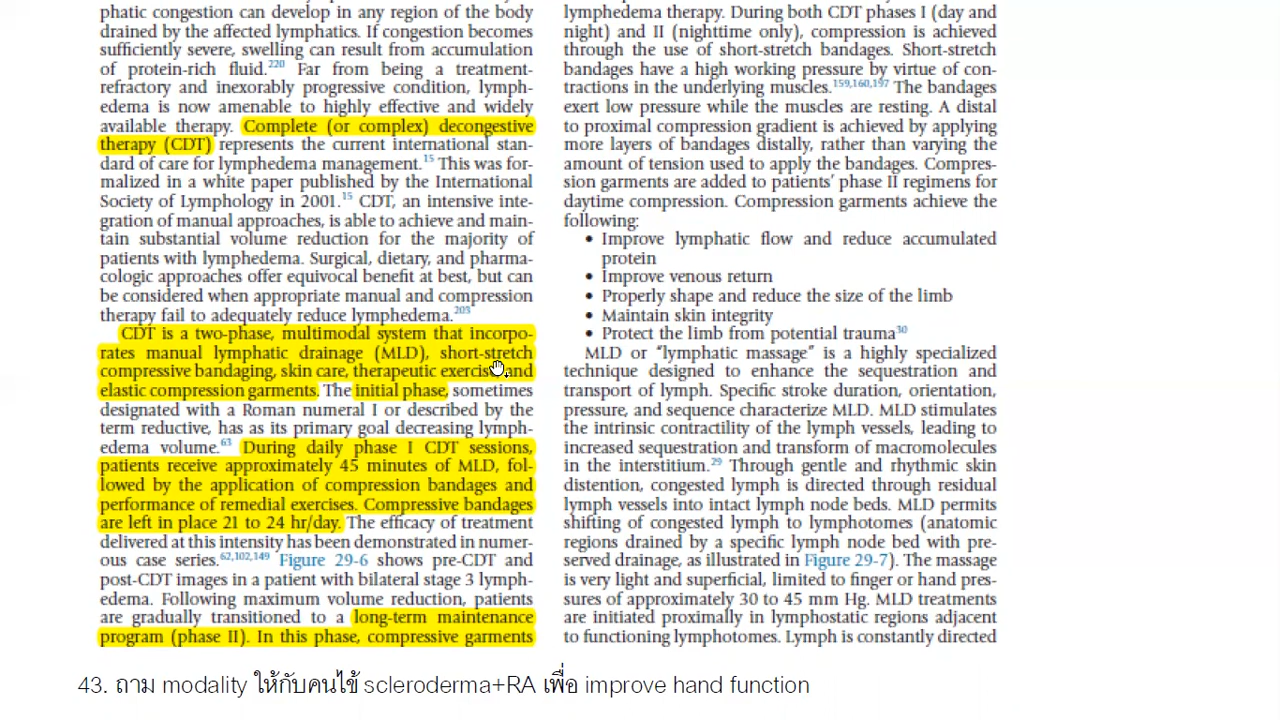 phatic congestion can develop in any region of the body
drained by the affected lymphatics. If congestion becomes
sufficiently severe, swelling can result from accumulation
of protein-rich fluid.220 Far from being a treatment-
refractory and inexorably progressive condition, lymph-
edema is now amenable to highly effective and widely
available therapy. Complete (or complex) decongestive
therapy (CDT) represents the current international stan-
dard of care for lymphedema management.15 This was for-
malized in a white paper published by the International
Society of Lymphology in 2001.15 CDT, an intensive inte-
gration of manual approaches, is able to achieve and main-
tain substantial volume reduction for the majority of
patients with lymphedema. Surgical, dietary, and pharma-
cologic approaches offer equivocal benefit at best, but can
be considered when appropriate manual and compression
therapy fail to adequately reduce lymphedema.203
CDT is a two-phase, multimodal system that incorpo-
rates manual lymphatic drainage (MLD), short-stretch
compressive bandaging, skin care, therapeutic exercise, and
elastic compression garments. The initial phase, sometimes
designated with a Roman numeral I or described by the
term reductive, has as its primary goal decreasing lymph-
edema volume.63 During daily phase I CDT sessions,
patients receive approximately 45 minutes of MLD, fol-
lowed by the application of compression bandages and
performance of remedial exercises. Compressive bandages
are left in place 21 to 24 hr/day. The efficacy of treatment
delivered at this intensity has been demonstrated in numer-
ous case series.62,102,149 Figure 29-6 shows pre-CDT and
post-CDT images in a patient with bilateral stage 3 lymph-
edema. Following maximum volume reduction, patients
are gradually transitioned to a long-term maintenance
program (phase II). In this phase, compressive garments
lymphedema therapy. During both CDT phases I (day and
night) and II (nighttime only), compression is achieved
through the use of short-stretch bandages. Short-stretch
bandages have a high working pressure by virtue of con-
tractions in the underlying muscles.159,160,197 The bandages
exert low pressure while the muscles are resting. A distal
to proximal compression gradient is achieved by applying
more layers of bandages distally, rather than varying the
amount of tension used to apply the bandages. Compres-
sion garments are added to patients' phase II regimens for
daytime compression. Compression garments achieve the
following:
• Improve lymphatic flow and reduce accumulated
protein
• Improve venous return
• Properly shape and reduce the size of the limb
• Maintain skin integrity
• Protect the limb from potential trauma30
MLD or “lymphatic massage” is a highly specialized
technique designed to enhance the sequestration and
transport of lymph. Specific stroke duration, orientation,
pressure, and sequence characterize MLD. MLD stimulates
the intrinsic contractility of the lymph vessels, leading to
increased sequestration and transform of macromolecules
in the interstitium.29 Through gentle and rhythmic skin
distention, congested lymph is directed through residual
lymph vessels into intact lymph node beds. MLD permits
shifting of congested lymph to lymphotomes (anatomic
regions drained by a specific lymph node bed with pre-
served drainage, as illustrated in Figure 29-7). The massage
is very light and superficial, limited to finger or hand pres-
sures of approximately 30 to 45 mm Hg. MLD treatments
are initiated proximally in lymphostatic regions adjacent
to functioning lymphotomes. Lymph is constantly directed
43. ถาม modality ให้กับคนไข้ scleroderma+RA เพื่อ improve hand function